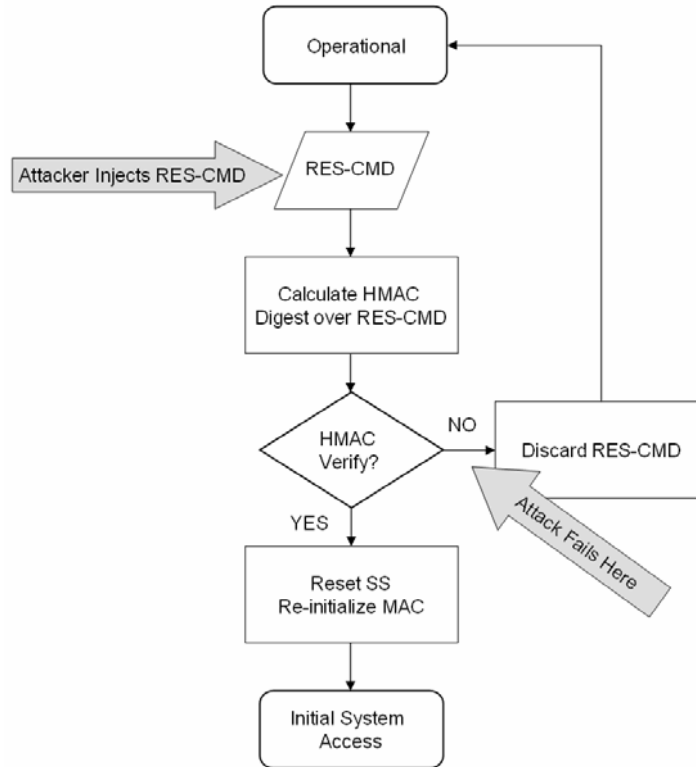 Operational
Attacker Injects RES-CMD
RES-CMD
Calculate HMAC
Digest over RES-CMD
HMAC
Verify?
NO
Discard RES-CMD
Attack Fails Here
YES
Reset SS
Re-initialize MAC
Initial System
Access